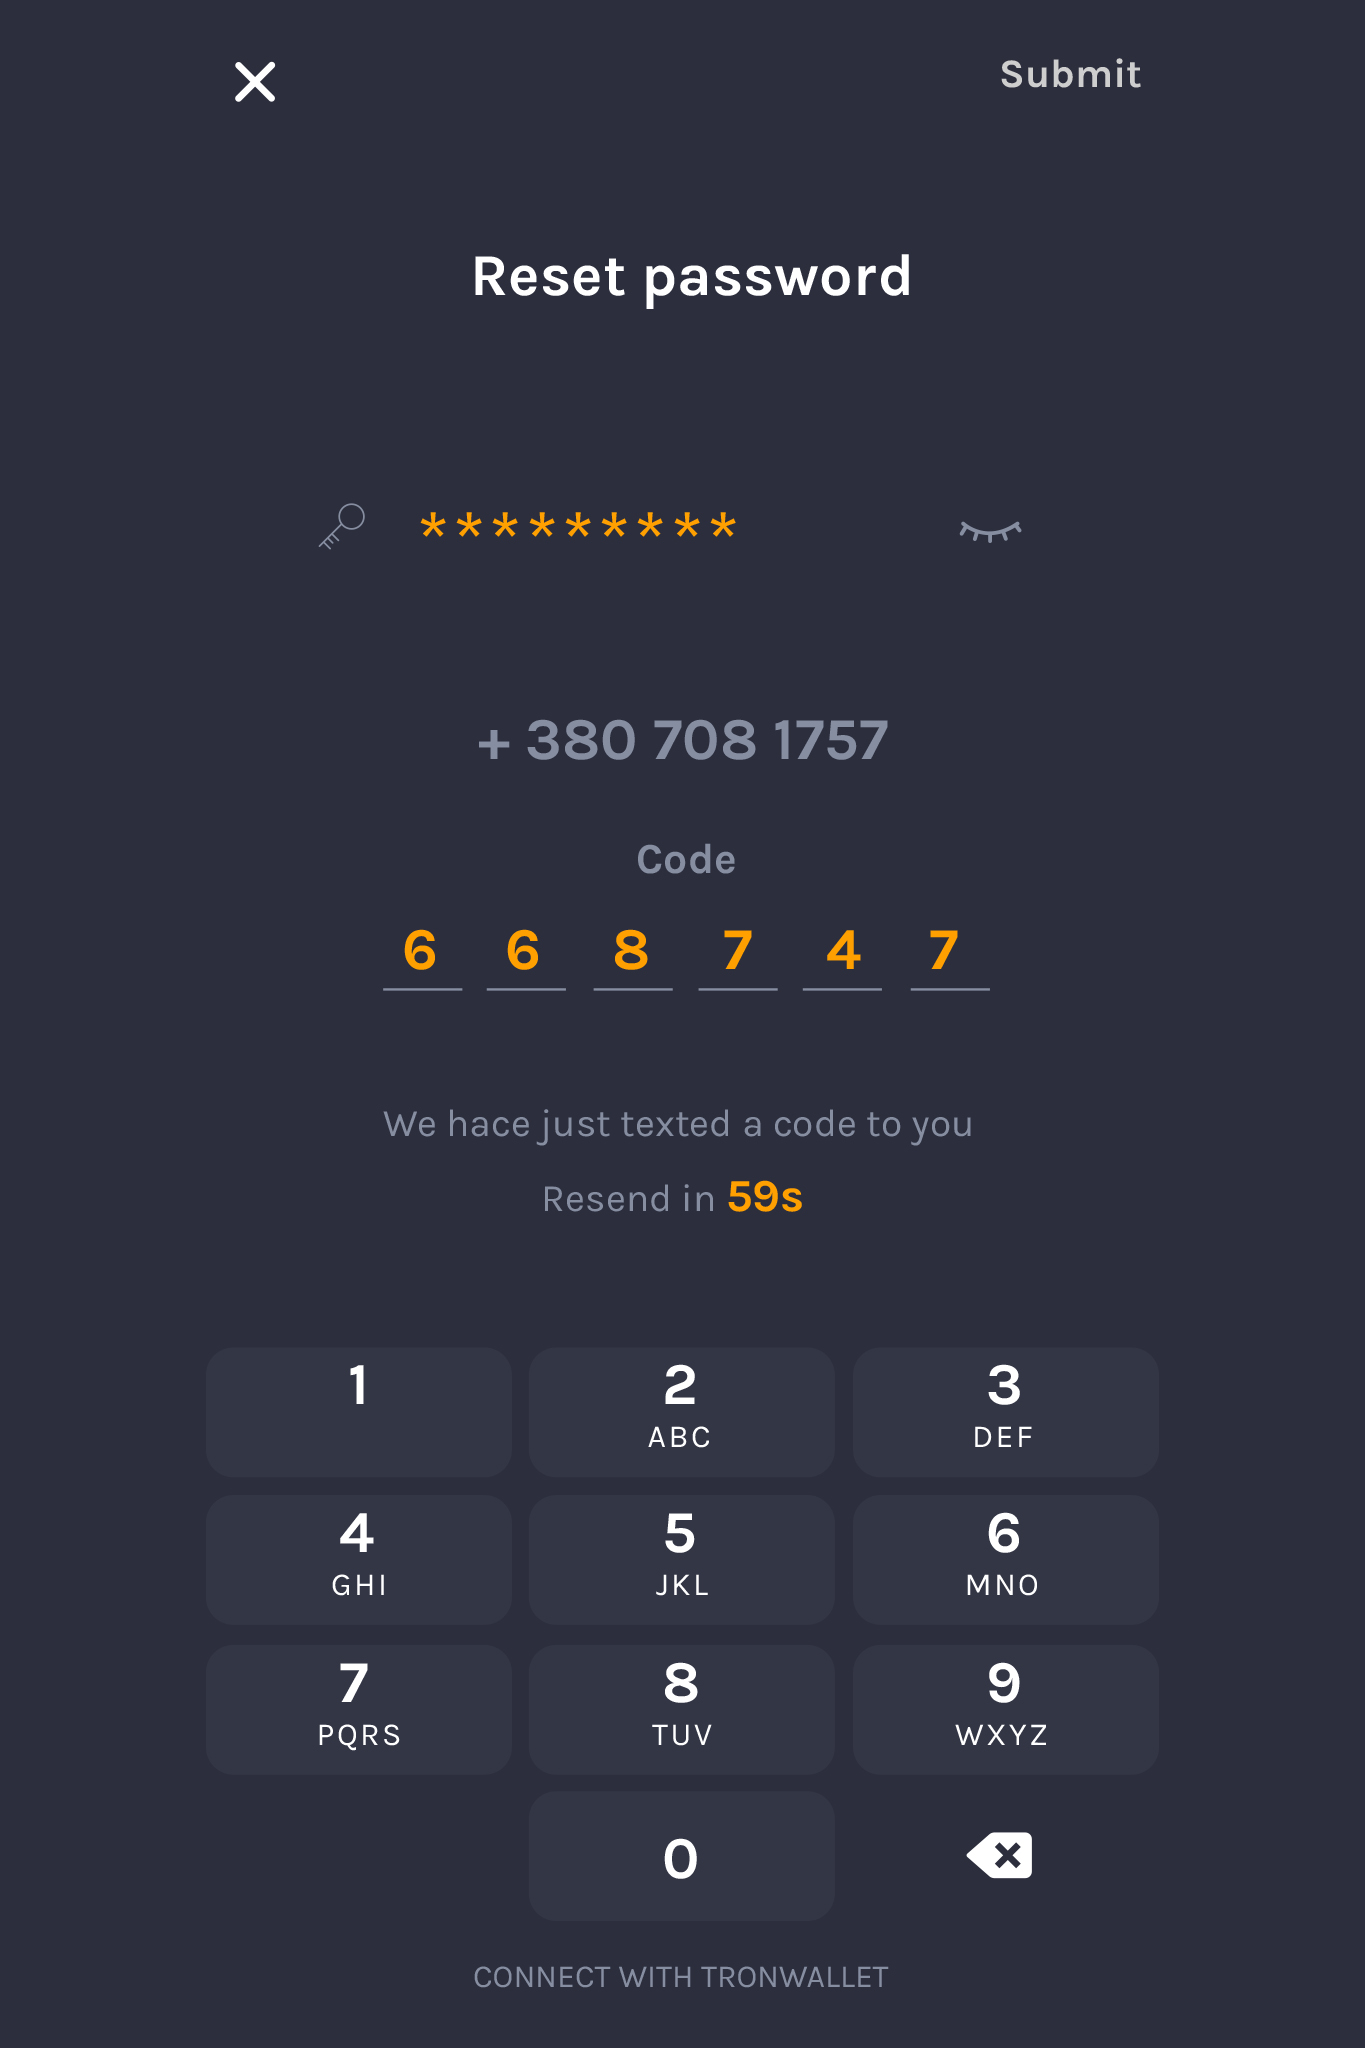 Submit
Reset password
*********
+ 380 708 1757
Code
6 6 8 7 4 7
We hace just texted a code to you
Resend in 59s
1 2 3
ABC DEF
4 5 6
GHI JKL MNO
7 8 9
PQRS TUV WXYZ
0
CONNECT WITH TRONWALLET